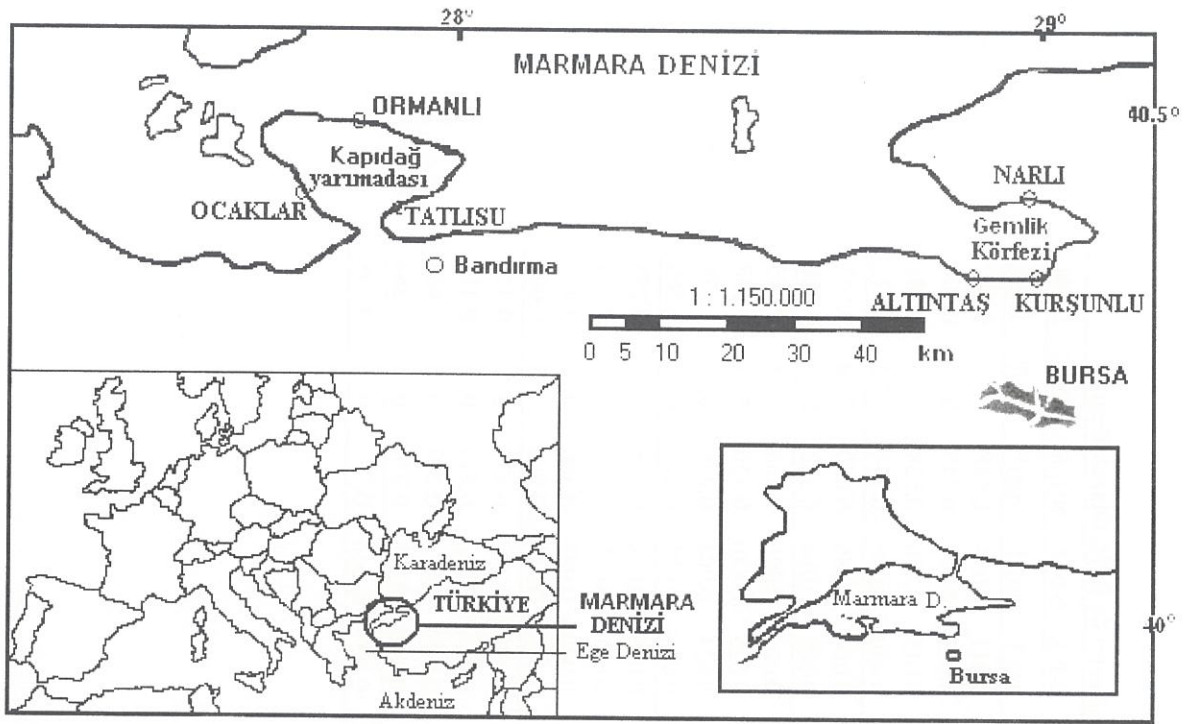 28°
29°
MARMARA DENİZİ
40.5°
ORMANLI
Kapıdağ
yarımadası
NARLI
OCAKLAR
TATLISU
Gemlik
Körfezi
Bandırma
1 : 1.150.000
ALTINTAŞ
KURŞUNLU
0 5 10 20 30 40 km
BURSA
Karadeniz
TÜRKİYE
MARMARA
DENİZİ
Ege Denizi
Akdeniz
Marmara D.
Bursa
40°